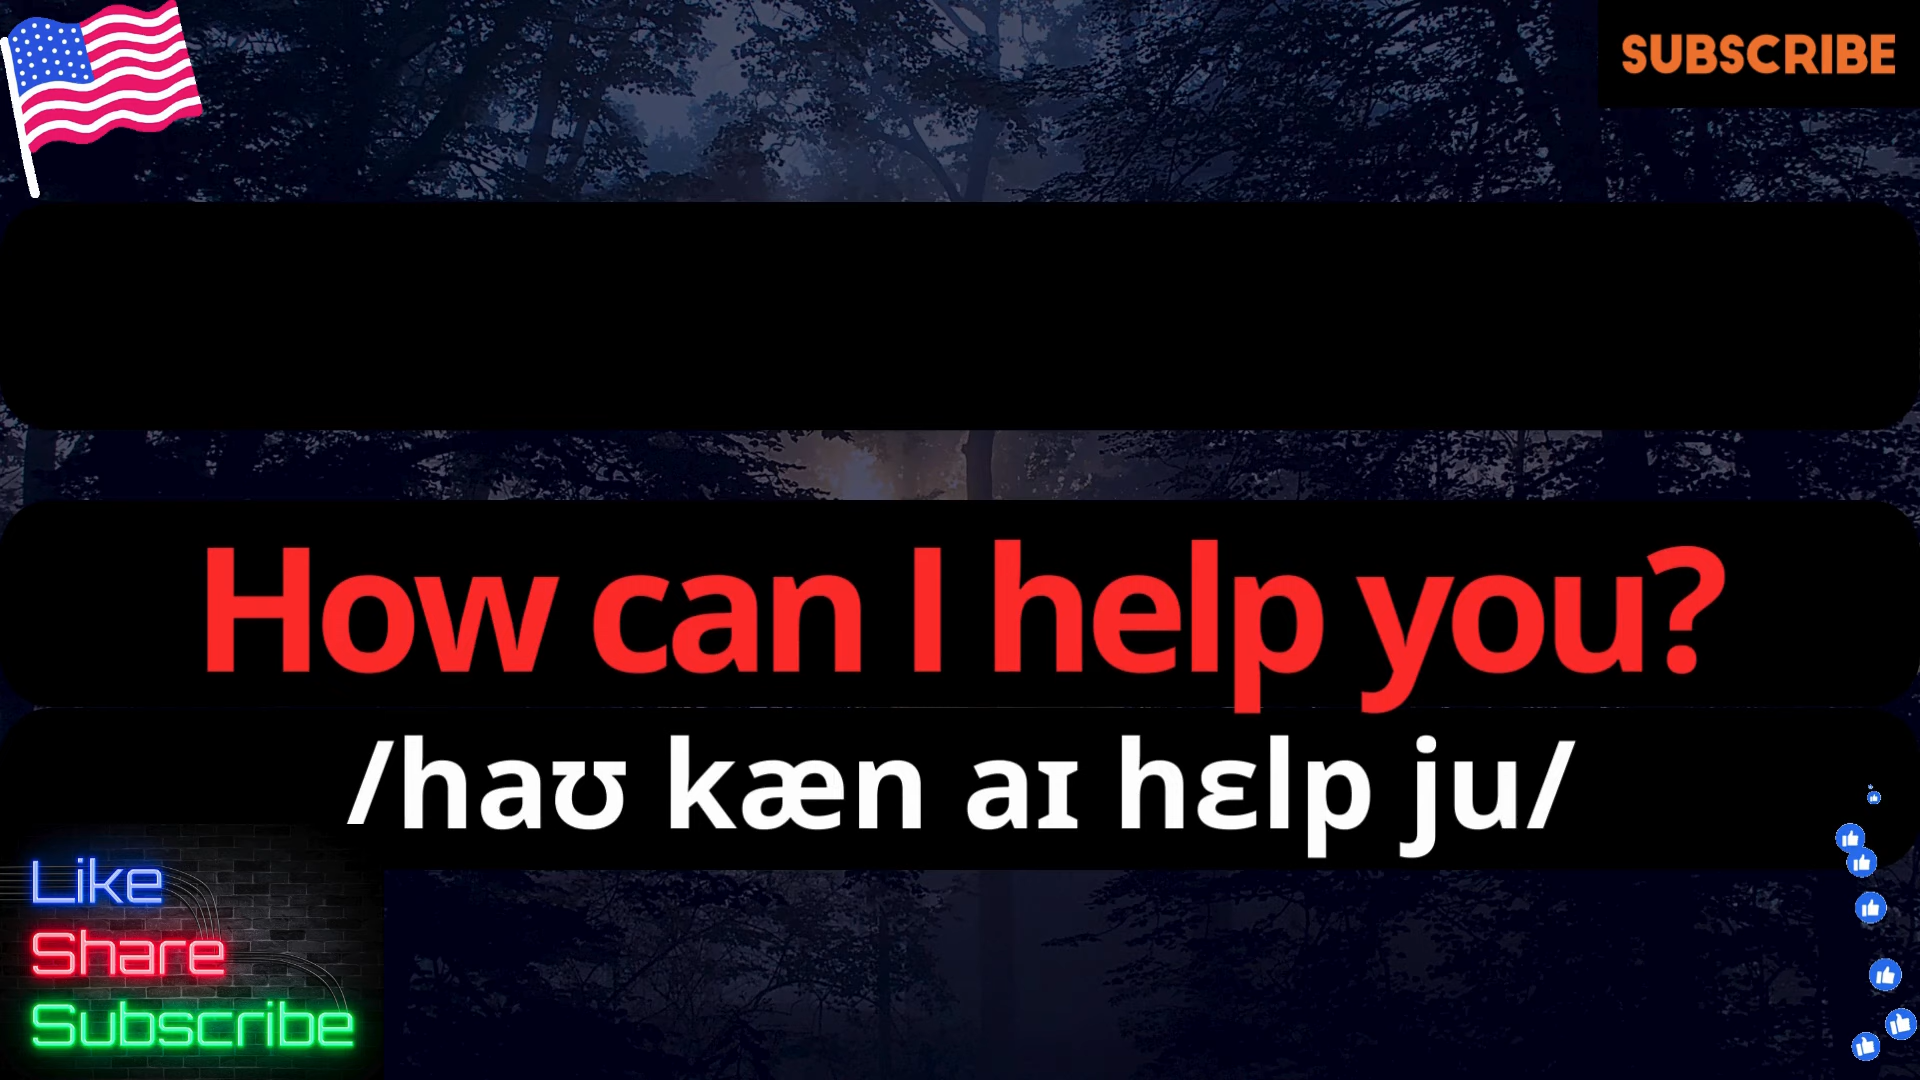 SUBSCRIBE
How can I help you?
/haʊ kæn aɪ hɛlp ju/
Like
Share
Subscribe